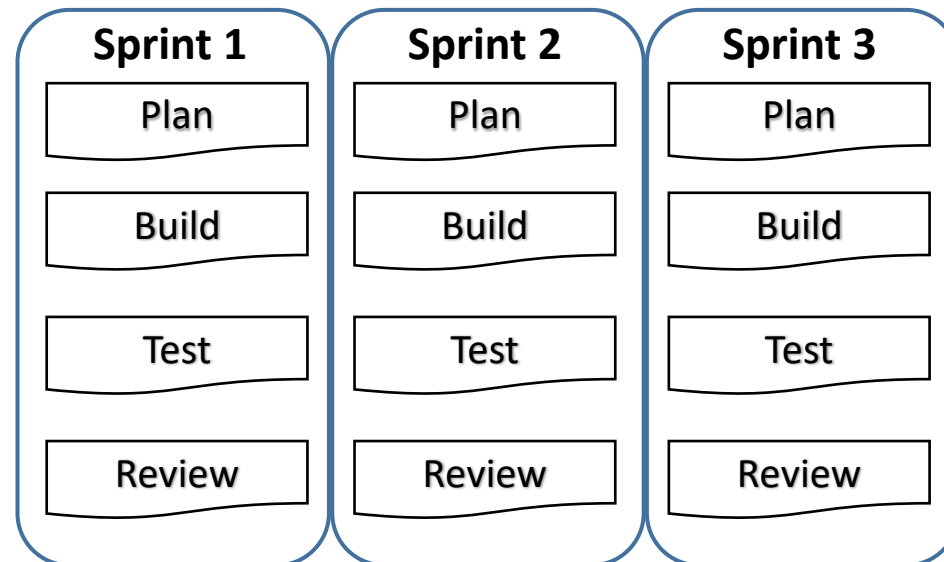 Sprint 1
Plan
Build
Test
Review
Sprint 2
Plan
Build
Test
Review
Sprint 3
Plan
Build
Test
Review